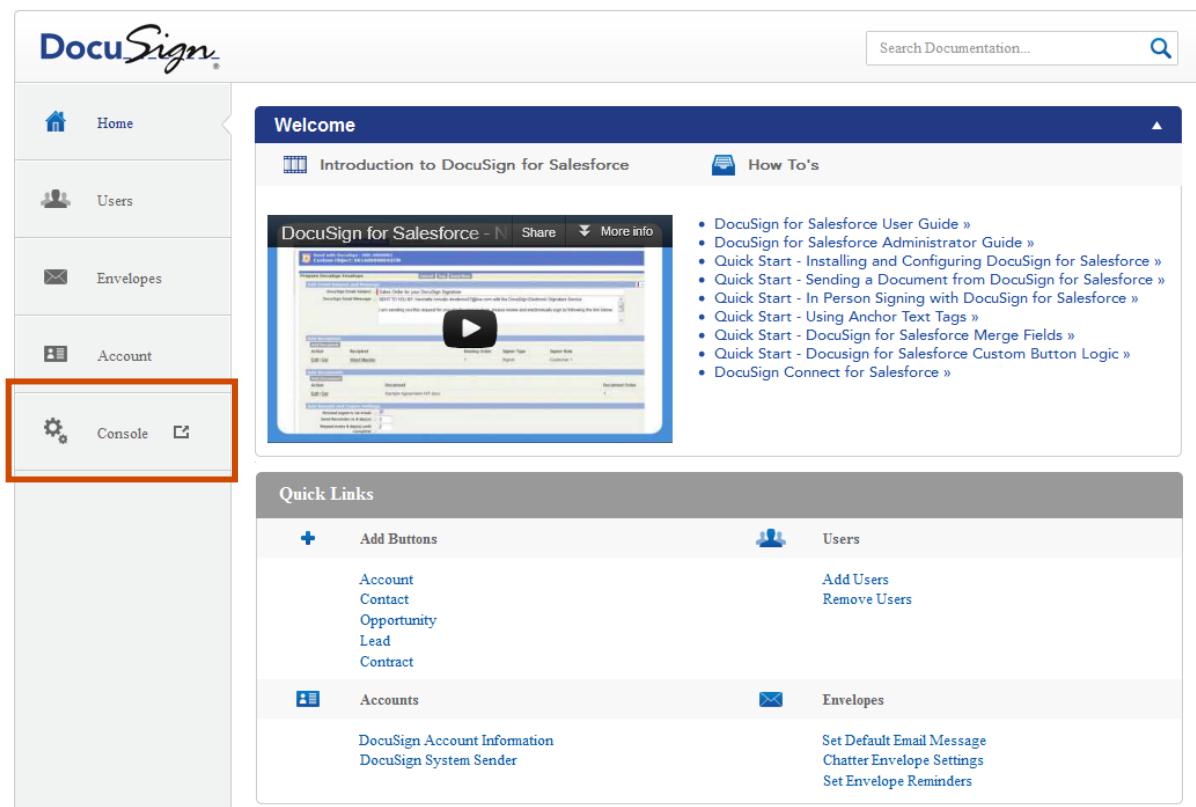 DocuSign
Search Documentation...
Home
Users
Envelopes
Account
Console
Welcome
Introduction to DocuSign for Salesforce
How To's
DocuSign for Salesforce - N Share More info
DocuSign for Salesforce User Guide »
DocuSign for Salesforce Administrator Guide »
Quick Start - Installing and Configuring DocuSign for Salesforce »
Quick Start - Sending a Document from DocuSign for Salesforce »
Quick Start - In Person Signing with DocuSign for Salesforce »
Quick Start - Using Anchor Text Tags »
Quick Start - DocuSign for Salesforce Merge Fields »
Quick Start - Docusign for Salesforce Custom Button Logic »
DocuSign Connect for Salesforce »
Quick Links
Add Buttons
Account
Contact
Opportunity
Lead
Contract
Users
Add Users
Remove Users
Accounts
DocuSign Account Information
DocuSign System Sender
Envelopes
Set Default Email Message
Chatter Envelope Settings
Set Envelope Reminders